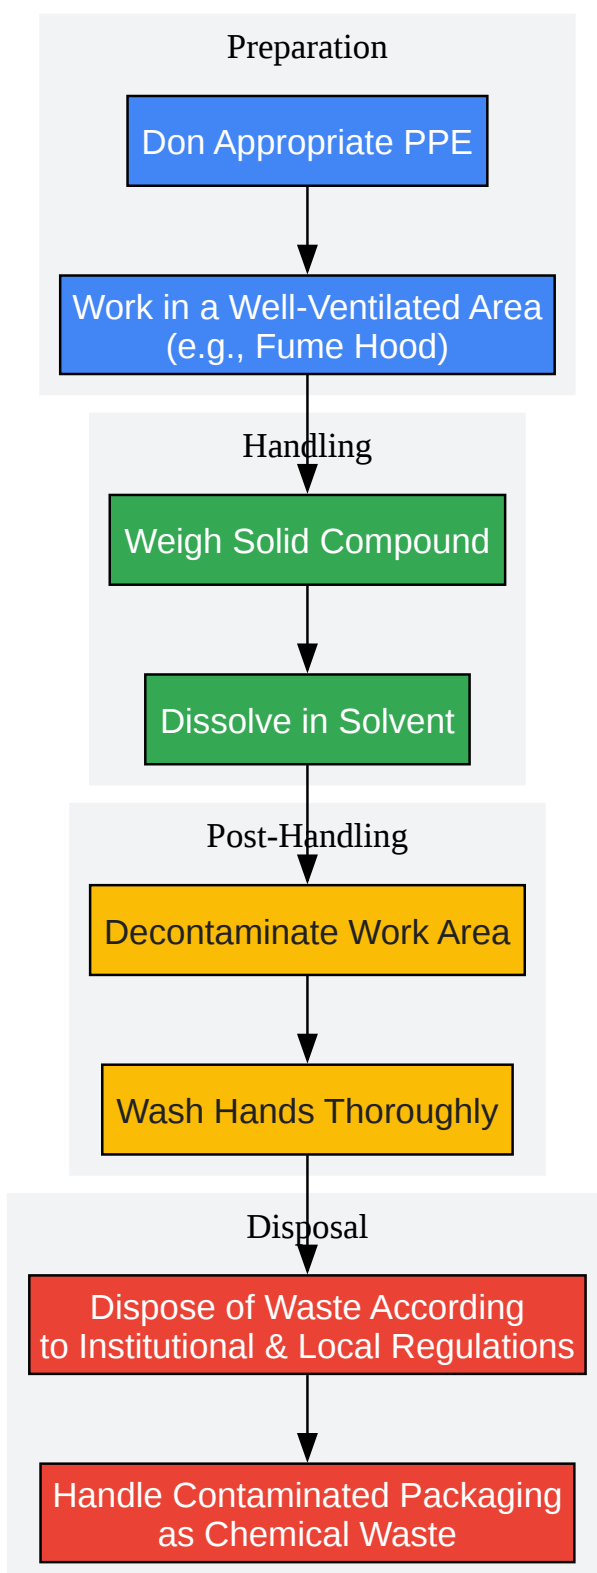 Preparation
Don Appropriate PPE
Work in a Well-Ventilated Area
(e.g., Fume Hood)
Handling
Weigh Solid Compound
Dissolve in Solvent
Post-Handling
Decontaminate Work Area
Wash Hands Thoroughly
Disposal
Dispose of Waste According
to Institutional & Local Regulations
Handle Contaminated Packaging
as Chemical Waste